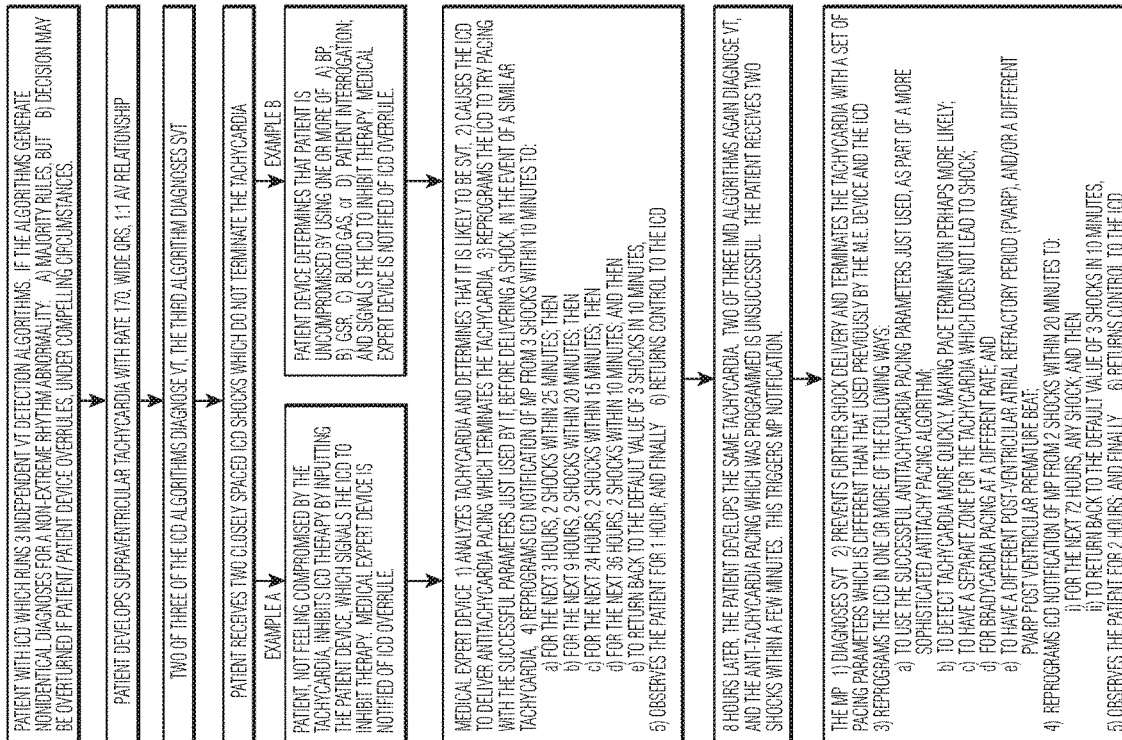 PATIENT WITH ICD WHICH RUNS 3 INDEPENDENT VT DETECTION ALGORITHMS. IF THE ALGORITHMS GENERATE
NONIDENTICAL DIAGNOSES FOR A NON-EXTREME RHYTHM ABNORMALITY: A) MAJORITY RULES, BUT B) DECISION MAY
BE OVERTURNED IF PATIENT/ PATIENT DEVICE OVERRULES, UNDER COMPELLING CIRCUMSTANCES.
PATIENT DEVELOPS SUPRAVENTRICULAR TACHYCARDIA WITH RATE 170, WIDE QRS, 1:1 AV RELATIONSHIP
TWO OF THREE OF THE ICD ALGORITHMS DIAGNOSE VT, THE THIRD ALGORITHM DIAGNOSES SVT
PATIENT RECEIVES TWO CLOSELY SPACED ICD SHOCKS WHICH DO NOT TERMINATE THE TACHYCARDIA
EXAMPLE A
PATIENT, NOT FEELING COMPROMISED BY THE
TACHYCARDIA, INHIBITS ICD THERAPY BY INPUTTING
THE PATIENT DEVICE WHICH SIGNALS THE ICD TO
INHIBIT THERAPY. MEDICAL EXPERT DEVICE IS
NOTIFIED OF ICD OVERRULE.
EXAMPLE B
PATIENT DEVICE DETERMINES THAT PATIENT IS
UNCOMPROMISED BY USING ONE OR MORE OF A) BP,
B) GSR, C) BLOOD GAS, or D) PATIENT INTERROGATION;
AND SIGNALS THE ICD TO INHIBIT THERAPY. MEDICAL
EXPERT DEVICE IS NOTIFIED OF ICD OVERRULE.
MEDICAL EXPERT DEVICE 1) ANALYZES TACHYCARDIA AND DETERMINES THAT IT IS LIKELY TO BE SVT, 2) CAUSES THE ICD
TO DELIVER ANTITACHYCARDIA PACING WHICH TERMINATES THE TACHYCARDIA, 3) REPROGRAMS THE ICD TO TRY PACING
WITH THE SUCCESSFUL PARAMETERS JUST USED BY IT, BEFORE DELIVERING A SHOCK, IN THE EVENT OF A SIMILAR
TACHYCARDIA, 4) REPROGRAMS ICD NOTIFICATION OF MP FROM 3 SHOCKS WITHIN 10 MINUTES TO:
a) FOR THE NEXT 3 HOURS, 2 SHOCKS WITHIN 25 MINUTES; THEN
b) FOR THE NEXT 9 HOURS, 2 SHOCKS WITHIN 20 MINUTES; THEN
c) FOR THE NEXT 24 HOURS, 2 SHOCKS WITHIN 15 MINUTES; THEN
d) FOR THE NEXT 36 HOURS, 2 SHOCKS WITHIN 10 MINUTES; AND THEN
e) TO RETURN BACK TO THE DEFAULT VALUE OF 3 SHOCKS IN 10 MINUTES,
5) OBSERVES THE PATIENT FOR 1 HOUR; AND FINALLY 6) RETURNS CONTROL TO THE ICD
8 HOURS LATER, THE PATIENT DEVELOPS THE SAME TACHYCARDIA. TWO OF THREE IMD ALGORITHMS AGAIN DIAGNOSE VT,
AND THE ANTI-TACHYCARDIA PACING WHICH WAS PROGRAMMED IS UNSUCCESSFUL. THE PATIENT RECEIVES TWO
SHOCKS WITHIN A FEW MINUTES. THIS TRIGGERS MP NOTIFICATION.
THE MP 1) DIAGNOSES SVT 2) PREVENTS FURTHER SHOCK DELIVERY AND TERMINATES THE TACHYCARDIA WITH A SET OF
PACING PARAMETERS WHICH IS DIFFERENT THAN THAT USED PREVIOUSLY BY THE M.E. DEVICE AND THE ICD
3) REPROGRAMS THE ICD IN ONE OR MORE OF THE FOLLOWING WAYS:
a) TO USE THE SUCCESSFUL ANTITACHYCARDIA PACING PARAMETERS JUST USED, AS PART OF A MORE
SOPHISTICATED ANTITACHY PACING ALGORITHM;
b) TO DETECT TACHYCARDIA MORE QUICKLY, MAKING PACE TERMINATION PERHAPS MORE LIKELY;
c) TO HAVE A SEPARATE ZONE FOR THE TACHYCARDIA WHICH DOES NOT LEAD TO SHOCK;
d) FOR BRADYCARDIA PACING AT A DIFFERENT RATE; AND
e) TO HAVE A DIFFERENT POST-VENTRICULAR ATRIAL REFRACTORY PERIOD (PVARP), AND/OR A DIFFERENT
PVARP POST VENTRICULAR PREMATURE BEAT;
4) REPROGRAMS ICD NOTIFICATION OF MP FROM 2 SHOCKS WITHIN 20 MINUTES TO:
i) FOR THE NEXT 72 HOURS, ANY SHOCK; AND THEN
ii) TO RETURN BACK TO THE DEFAULT VALUE OF 3 SHOCKS IN 10 MINUTES,
5) OBSERVES THE PATIENT FOR 2 HOURS; AND FINALLY 6) RETURNS CONTROL TO THE ICD